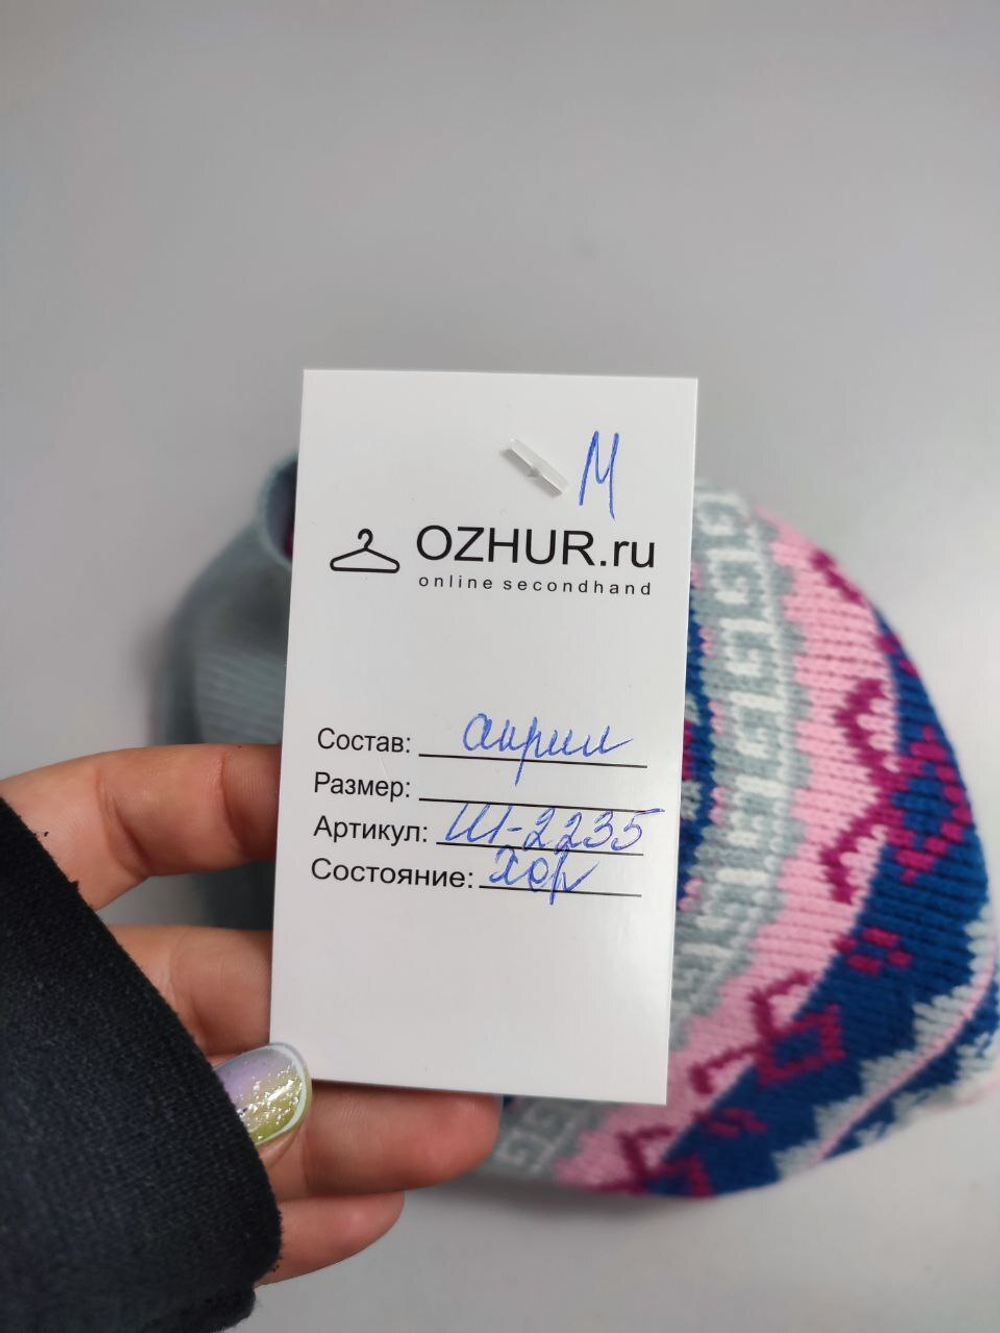 М
OZHUR.ru
online secondhand
Состав: акрил
Размер:
Артикул: Ш-2235
Состояние: хор